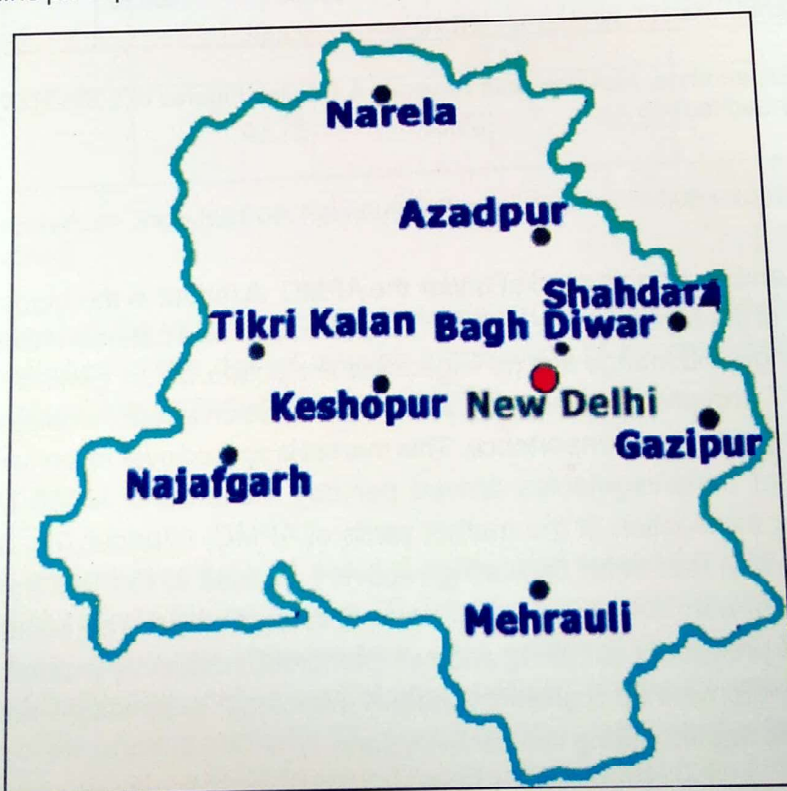 Narela
Azadpur
Shahdara
Tikri Kalan
Bagh Diwar
Keshopur
New Delhi
Gazipur
Najafgarh
Mehrauli